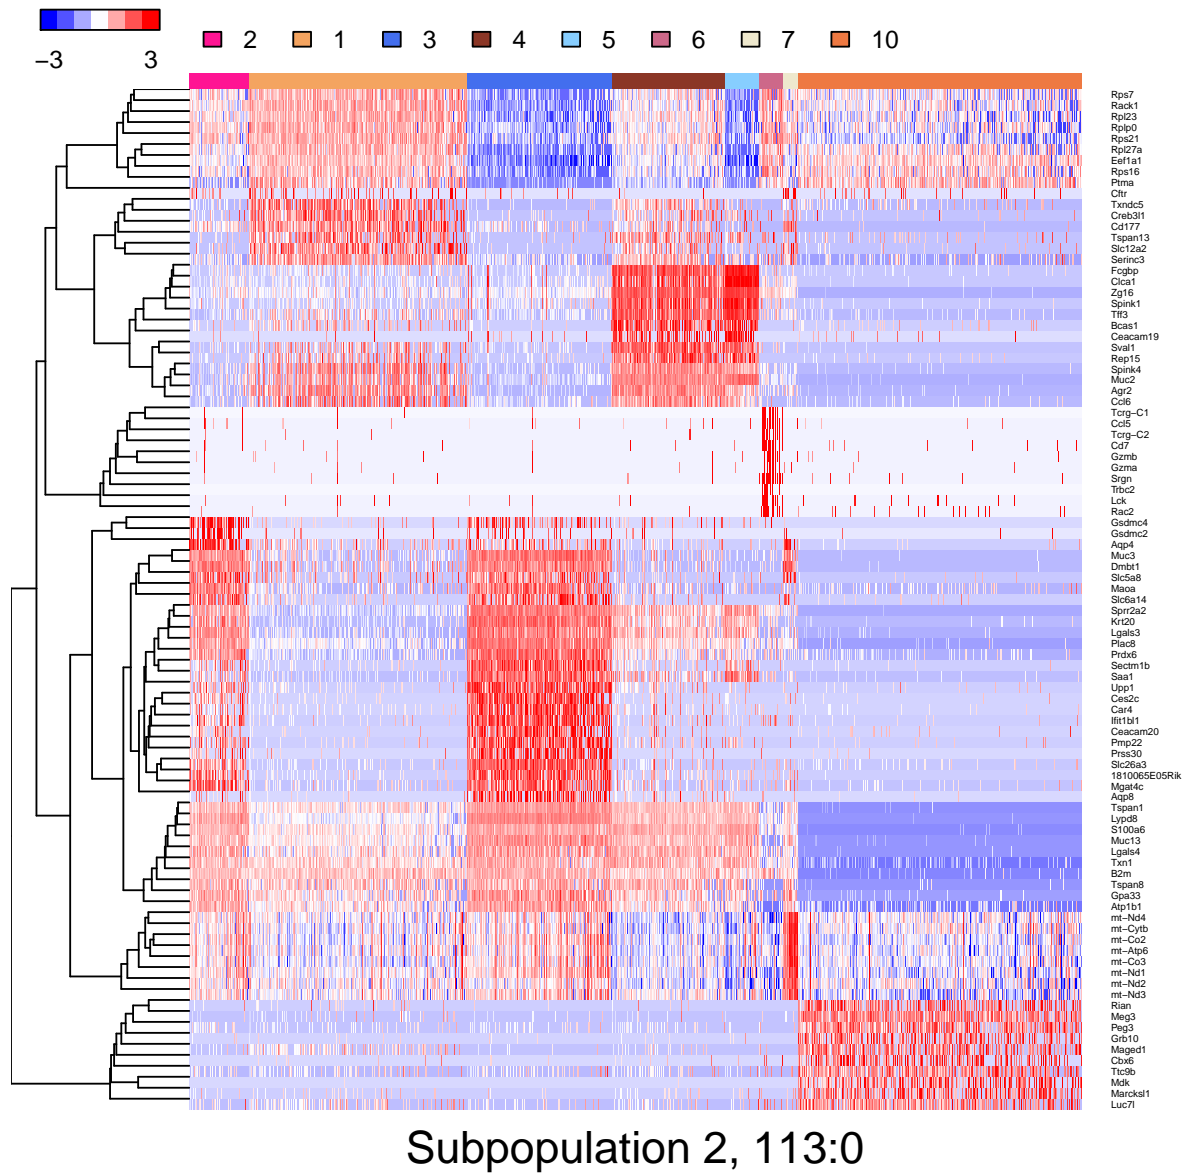 2 1 3 4 5 6 7 10
−3 3
Rps7
Rack1
Rpl23
Rplp0
Rps21
Rpl27a
Eef1a1
Rps16
Ptma
Cftr
Txndc5
Creb3l1
Cd177
Tspan13
Slc12a2
Serinc3
Fcgbp
Clca1
Zg16
Spink1
Tff3
Bcas1
Ceacam19
Sval1
Rep15
Spink4
Muc2
Agr2
Ccl6
Tcrg−C1
Ccl5
Tcrg−C2
Cd7
Gzmb
Gzma
Srgn
Trbc2
Lck
Rac2
Gsdmc4
Gsdmc2
Aqp4
Muc3
Dmbt1
Slc5a8
Maoa
Slc6a14
Sprr2a2
Krt20
Lgals3
Plac8
Prdx6
Sectm1b
Saa1
Upp1
Ces2c
Car4
Ifit1bl1
Ceacam20
Pmp22
Prss30
Slc26a3
1810065E05Rik
Mgat4c
Aqp8
Tspan1
Lypd8
S100a6
Muc13
Lgals4
Txn1
B2m
Tspan8
Gpa33
Atp1b1
mt−Nd4
mt−Cytb
mt−Co2
mt−Atp6
mt−Co3
mt−Nd1
mt−Nd2
mt−Nd3
Rian
Meg3
Peg3
Grb10
Maged1
Cbx6
Ttc9b
Mdk
Marcksl1
Luc7l
Subpopulation 2, 113:0